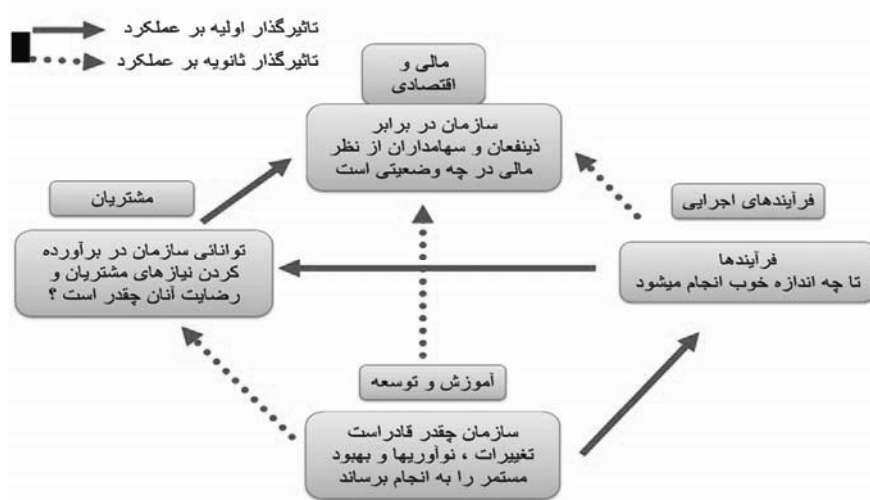 تاثیرگذار اولیه بر عملکرد
تاثیرگذار ثانویه بر عملکرد
مالی و
اقتصادی
سازمان در برابر
ذینفعان و سهامداران از نظر
مالی در چه وضعیتی است
فرآیندهای اجرایی
فرآیندها
تا چه اندازه خوب انجام میشود
مشتریان
توانائی سازمان در برآورده
کردن نیازهای مشتریان و
رضایت آنان چقدر است ؟
آموزش و توسعه
سازمان چقدر قادراست
تغییرات ، نوآوریها و بهبود
مستمر را به انجام برساند